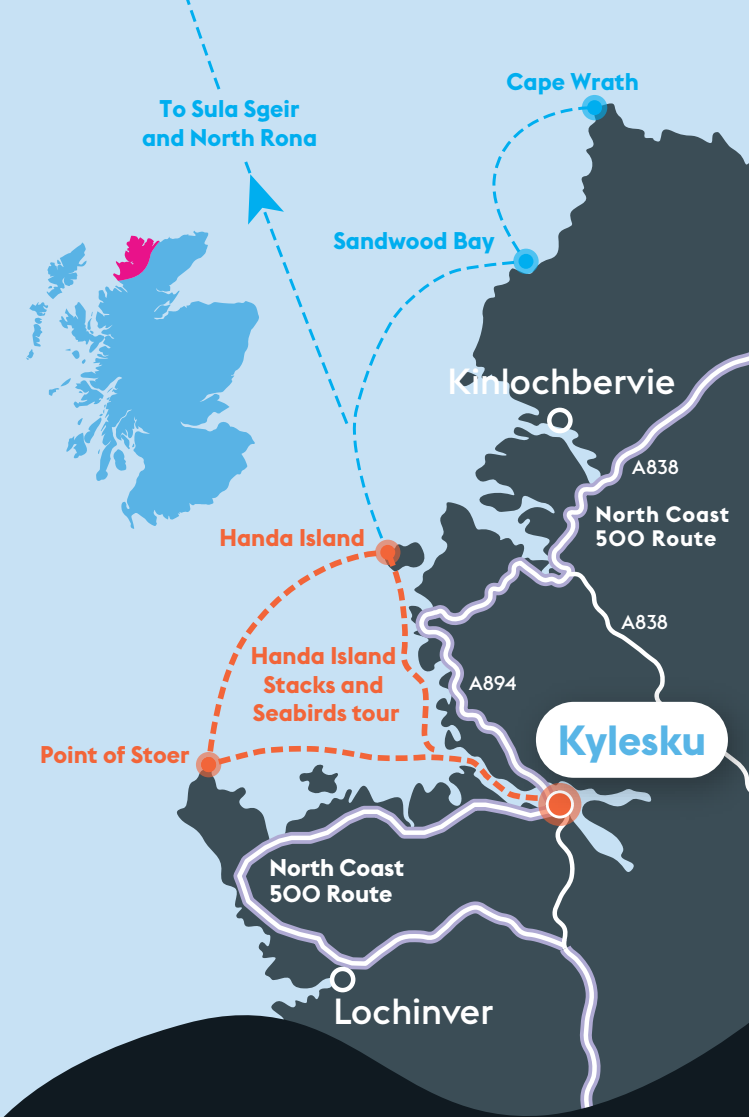 Cape Wrath
To Sula Sgeir
and North Rona
Sandwood Bay
Kinlochbervie
A838
North Coast
500 Route
Handa Island
A838
Handa Island
Stacks and
Seabirds tour
A894
Kylesku
Point of Stoer
North Coast
500 Route
Lochinver